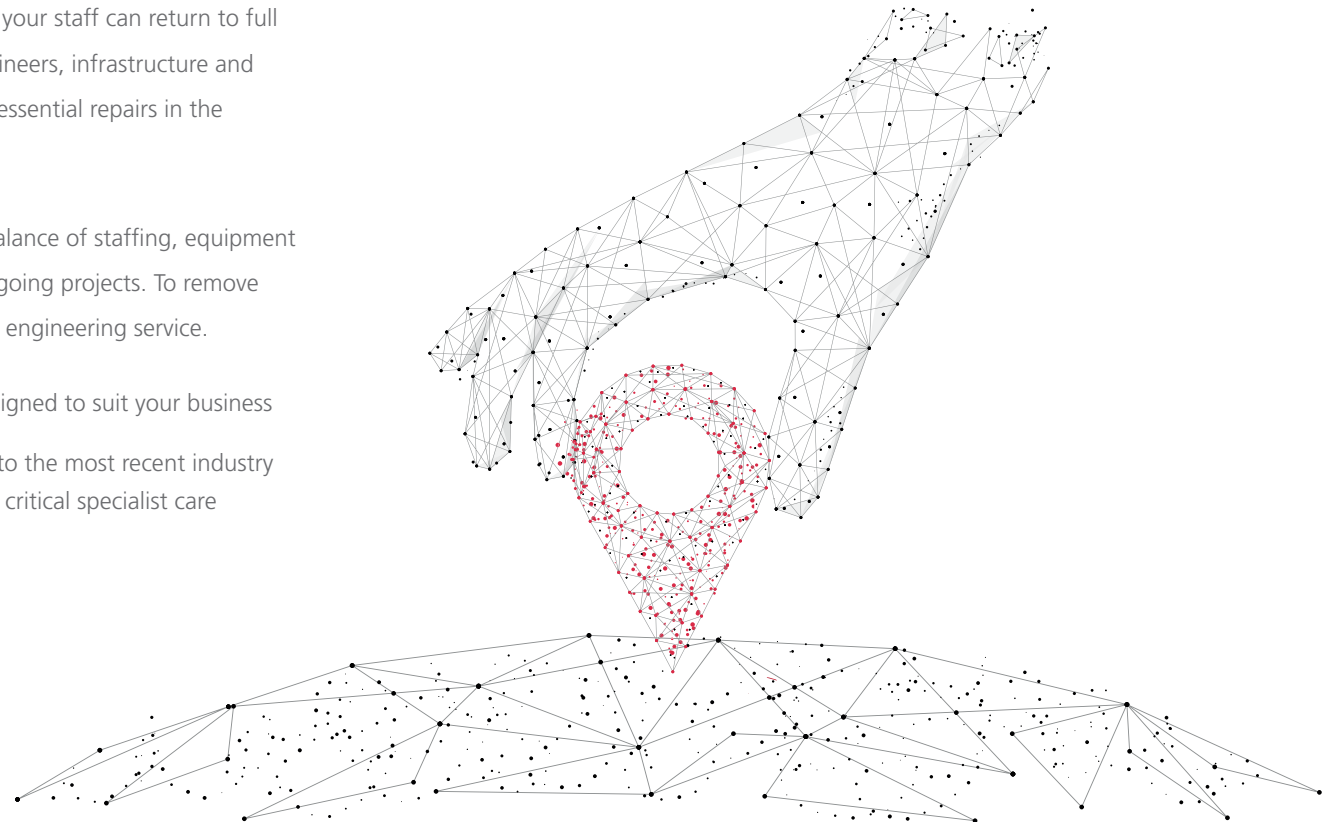 your staff can return to full
ineers, infrastructure and
essential repairs in the
alance of staffing, equipment
going projects. To remove
engineering service.
igned to suit your business
to the most recent industry
critical specialist care